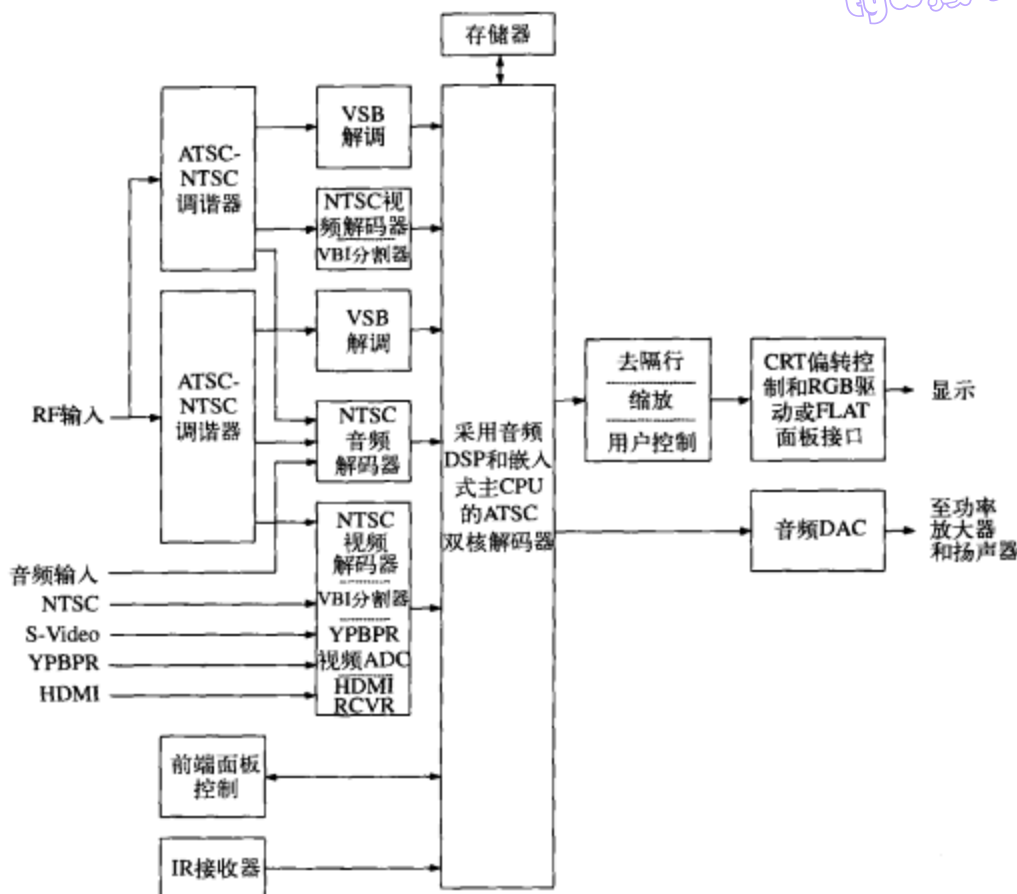 存储器
ATSC-
NTSC
调谐器
VSB
解调
NTSC视
频解码器
VBI分割器
ATSC-
NTSC
调谐器
VSB
解调
NTSC
音频
解码器
NTSC
视频
解码器
VBI分割器
YPBPR
视频ADC
HDMI
RCVR
RF输入
音频输入
NTSC
S-Video
YPBPR
HDMI
前端面板
控制
IR接收器
采用音频
DSP和嵌入
式主CPU
的ATSC
双核解码器
去隔行
缩放
用户控制
CRT偏转控
制和RGB驱
动或FLAT
面板接口
显示
音频DAC
至功率
放大器
和扬声器